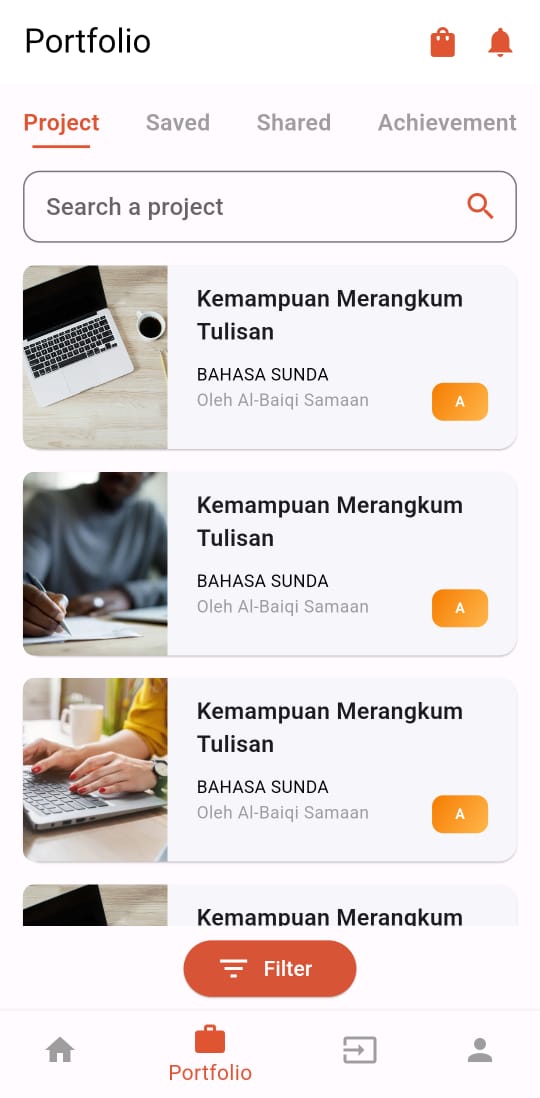 Portfolio
Project Saved Shared Achievement
Search a project
Kemampuan Merangkum
Tulisan
BAHASA SUNDA
Oleh Al-Baiqi Samaan
A
Kemampuan Merangkum
Tulisan
BAHASA SUNDA
Oleh Al-Baiqi Samaan
A
Kemampuan Merangkum
Tulisan
BAHASA SUNDA
Oleh Al-Baiqi Samaan
A
Kemampuan Merangkum
Filter
Portfolio